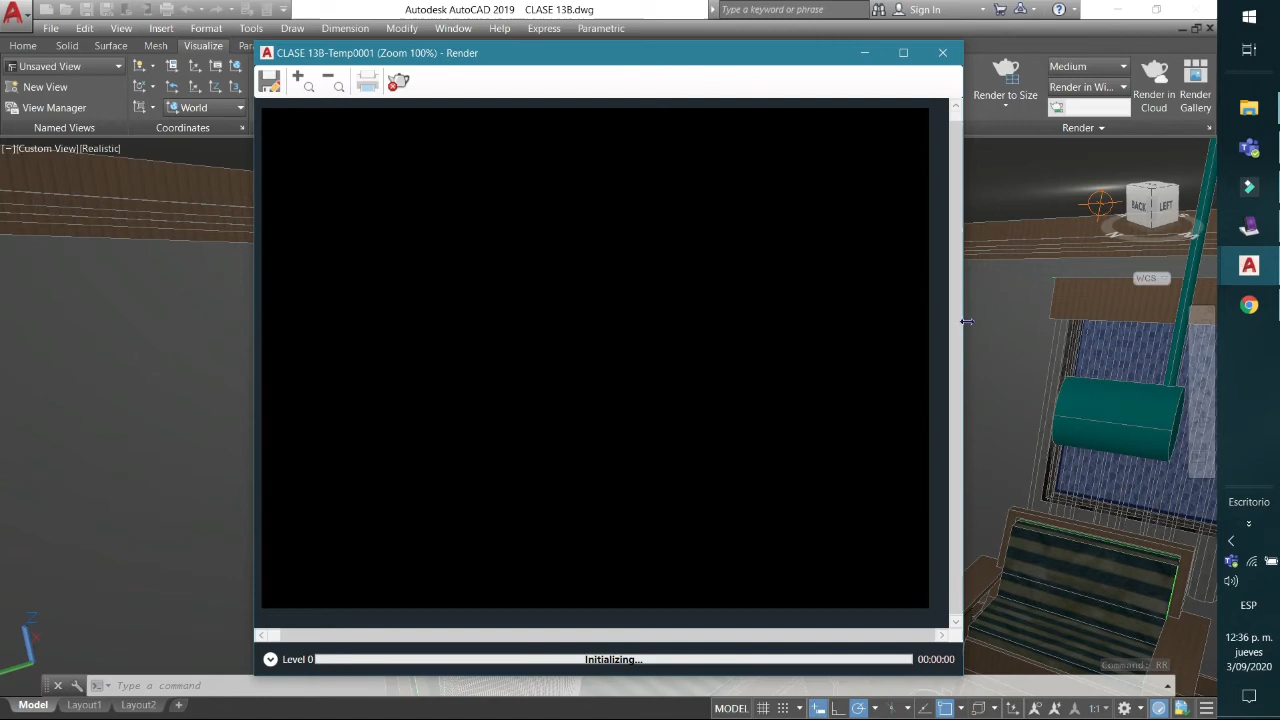 Autodesk AutoCAD 2019 CLASE 13B.dwg
Type a keyword or phrase
Sign In
File Edit View Insert Format Tools Draw Dimension Modify Window Help Express Parametric
Home Solid Surface Mesh Visualize
Unsaved View
New View
View Manager
World
Named Views
Coordinates
CLASE 13B-Temp0001 (Zoom 100%) - Render
Medium
Render in Wi...
Render to Size
Render in Cloud
Render Gallery
Render
[−][Custom View][Realistic]
BACK LEFT
WCS
Z
X
Level 0 Initializing... 00:00:00
Command: RR
Type a command
Model Layout1 Layout2 +
MODEL
1:1
Escritorio
ESP
12:36 p. m.
jueves
3/09/2020